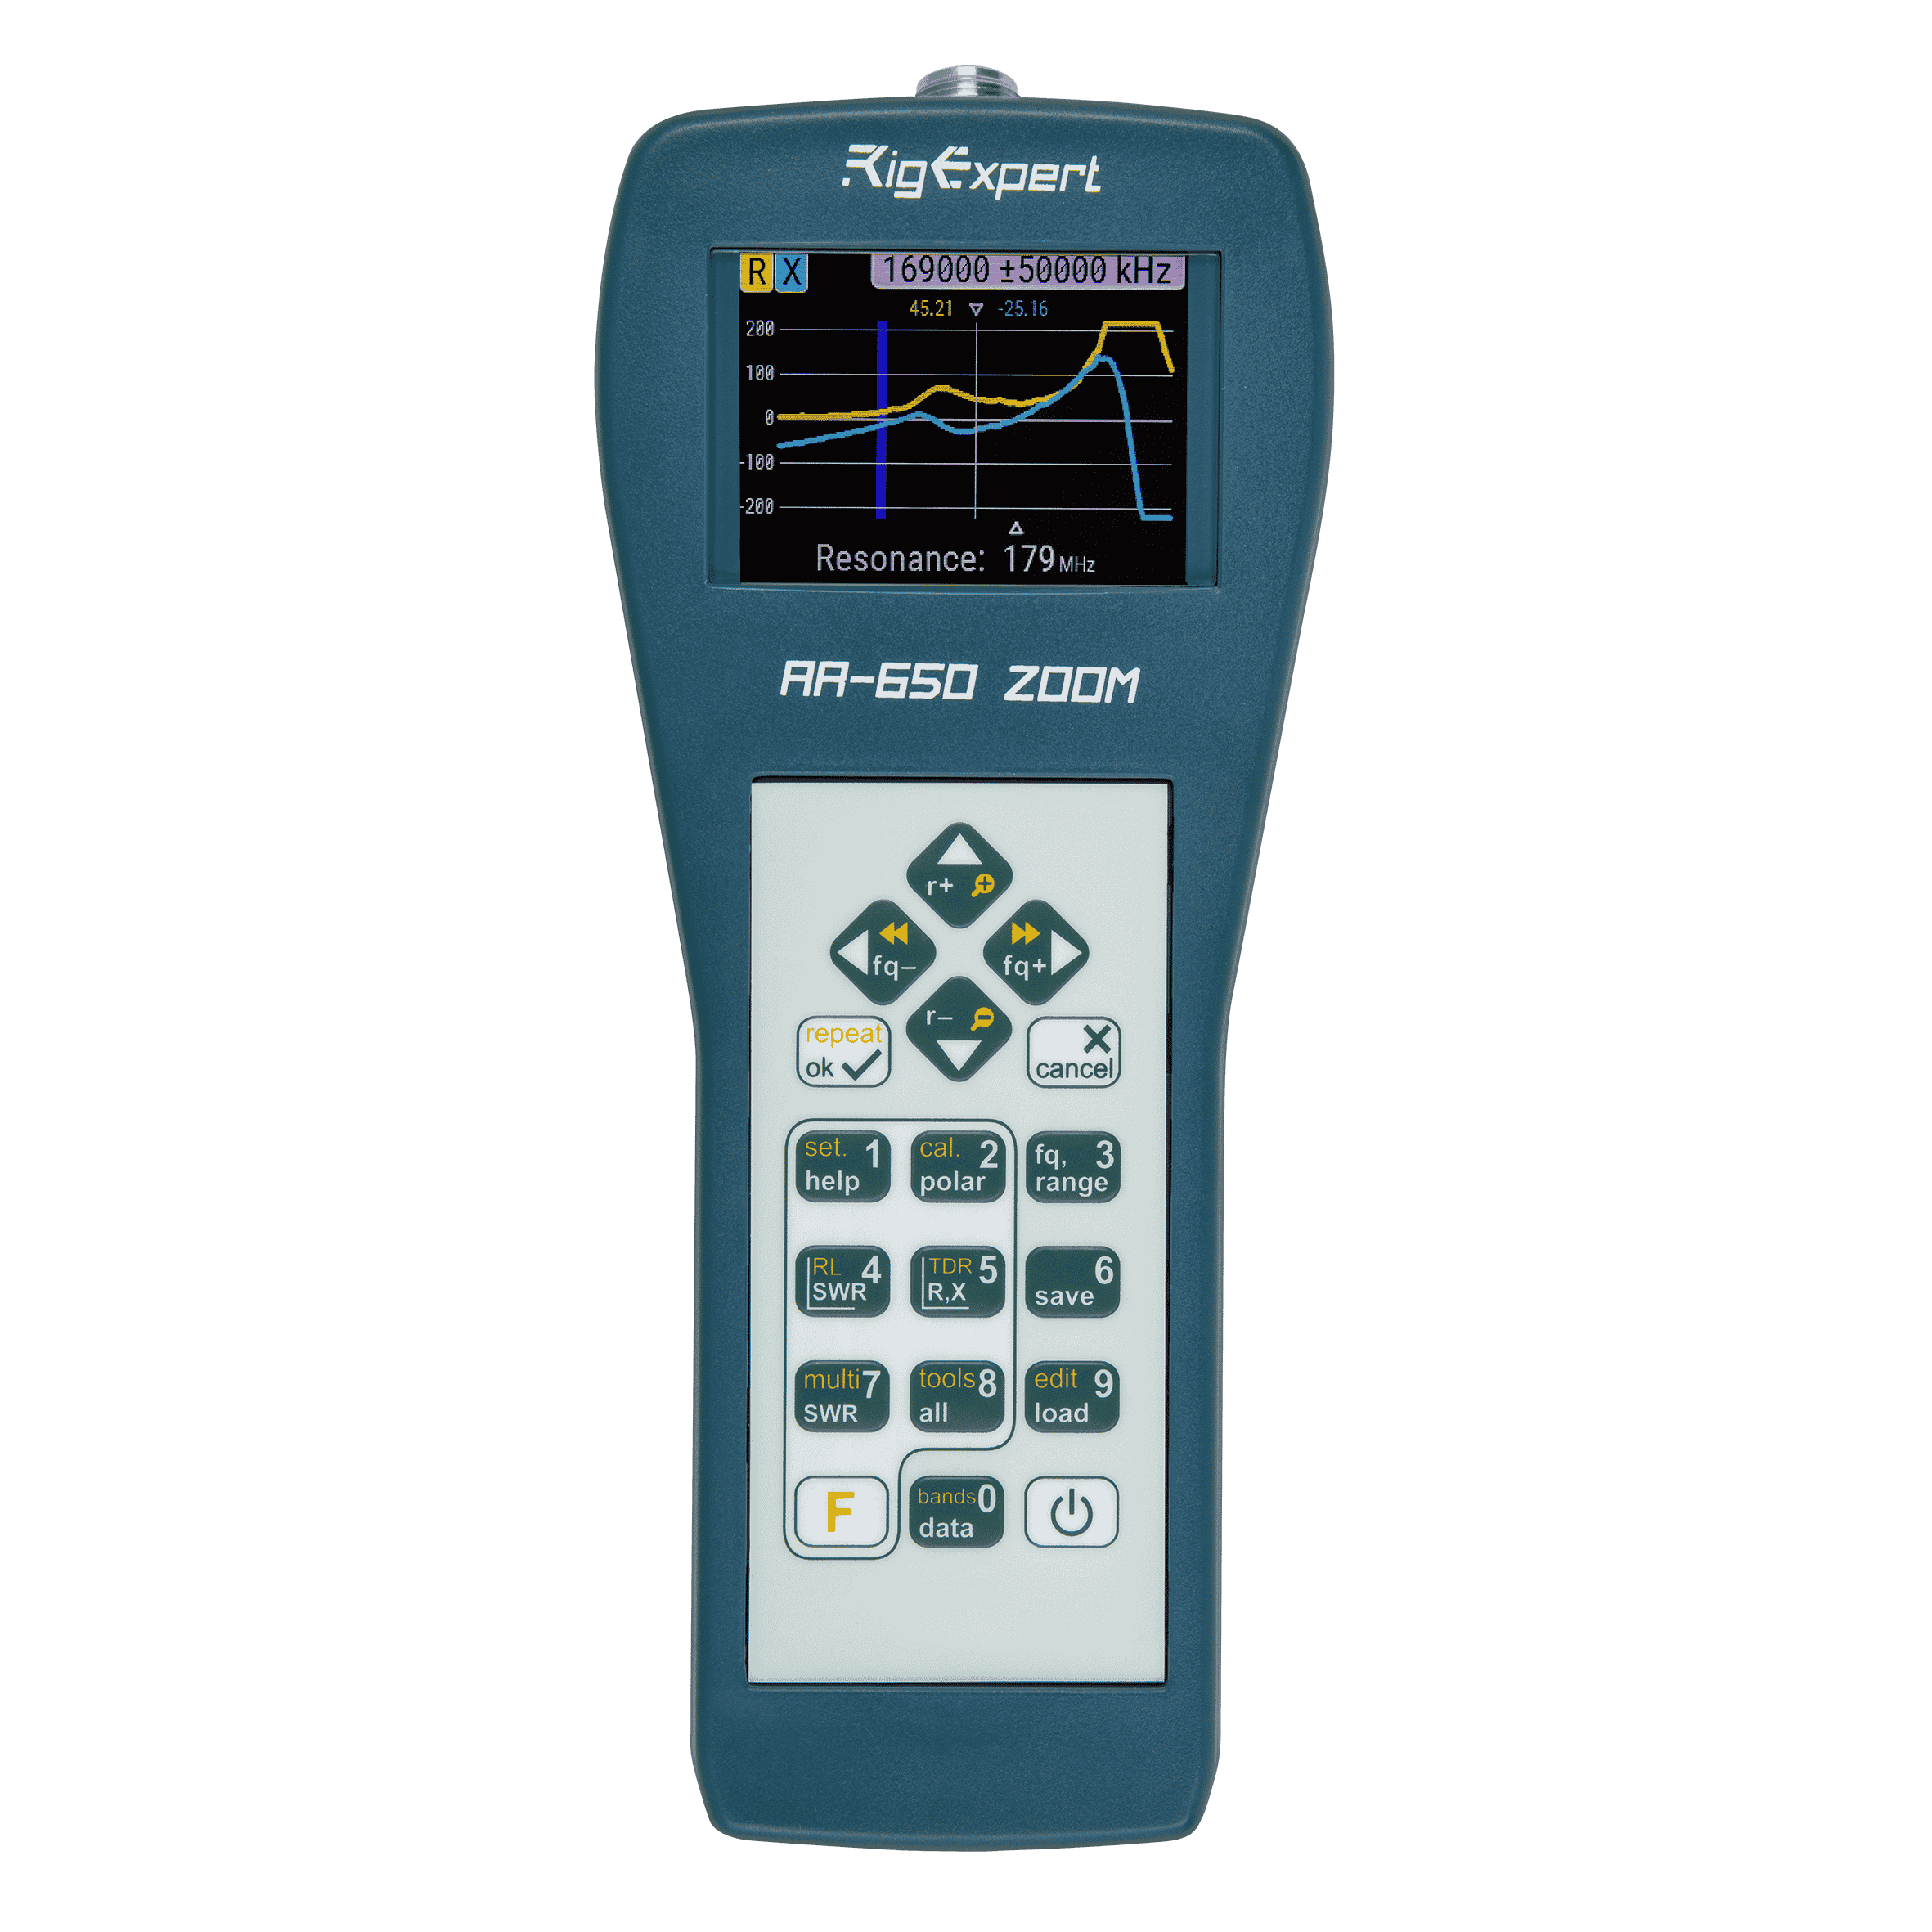 RigExpert
R X 169000 ±50000 kHz
45.21 -25.16
200
100
0
-100
-200
Resonance: 179 MHz
AA-650 ZOOM
r+
fq–
fq+
r–
repeat
ok
cancel
set. 1
help
cal. 2
polar
fq, 3
range
RL 4
SWR
TDR 5
R,X
6
save
multi 7
SWR
tools 8
all
edit 9
load
F
bands 0
data